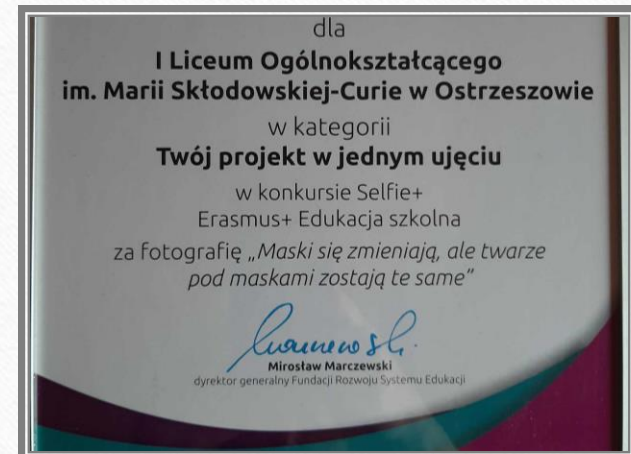 dla
I Liceum Ogólnokształcącego
im. Marii Skłodowskiej-Curie w Ostrzeszowie
w kategorii
Twój projekt w jednym ujęciu
w konkursie Selfie+
Erasmus+ Edukacja szkolna
za fotografię „Maski się zmieniają, ale twarze
pod maskami zostają te same”
Mirosław Marczewski
dyrektor generalny Fundacji Rozwoju Systemu Edukacji